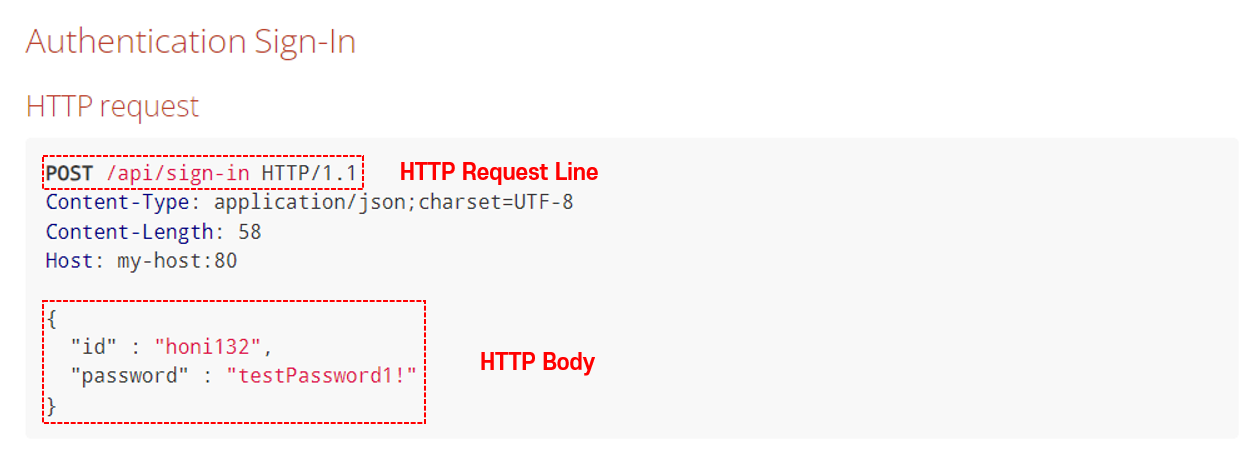 Authentication Sign-In
HTTP request
POST /api/sign-in HTTP/1.1 HTTP Request Line
Content-Type: application/json;charset=UTF-8
Content-Length: 58
Host: my-host:80
{
"id" : "honi132",
"password" : "testPassword1!"
}
HTTP Body